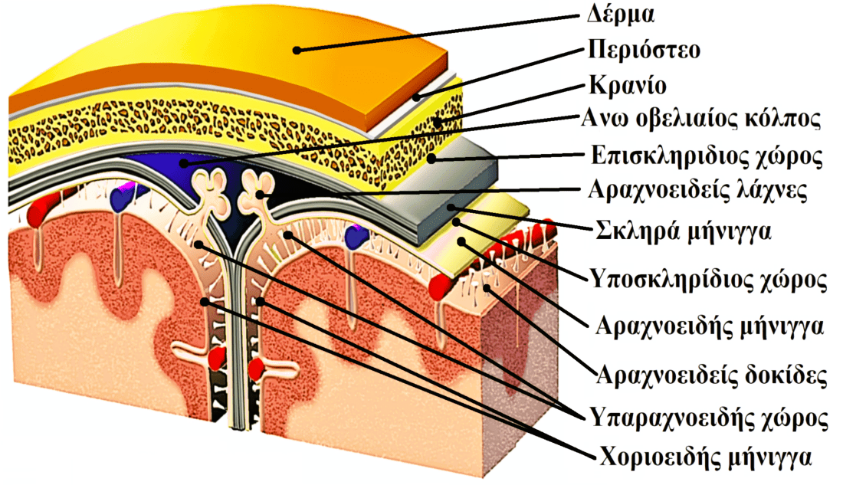 Δέρμα
Περιόστεο
Κρανίο
Ανω οβελιαίος κόλπος
Επισκληριδιος χώρος
Αραχνοειδείς λάχνες
Σκληρά μήνιγγα
Υποσκληρίδιος χώρος
Αραχνοειδής μήνιγγα
Αραχνοειδείς δοκίδες
Υπαραχνοειδής χώρος
Χοριοειδής μήνιγγα